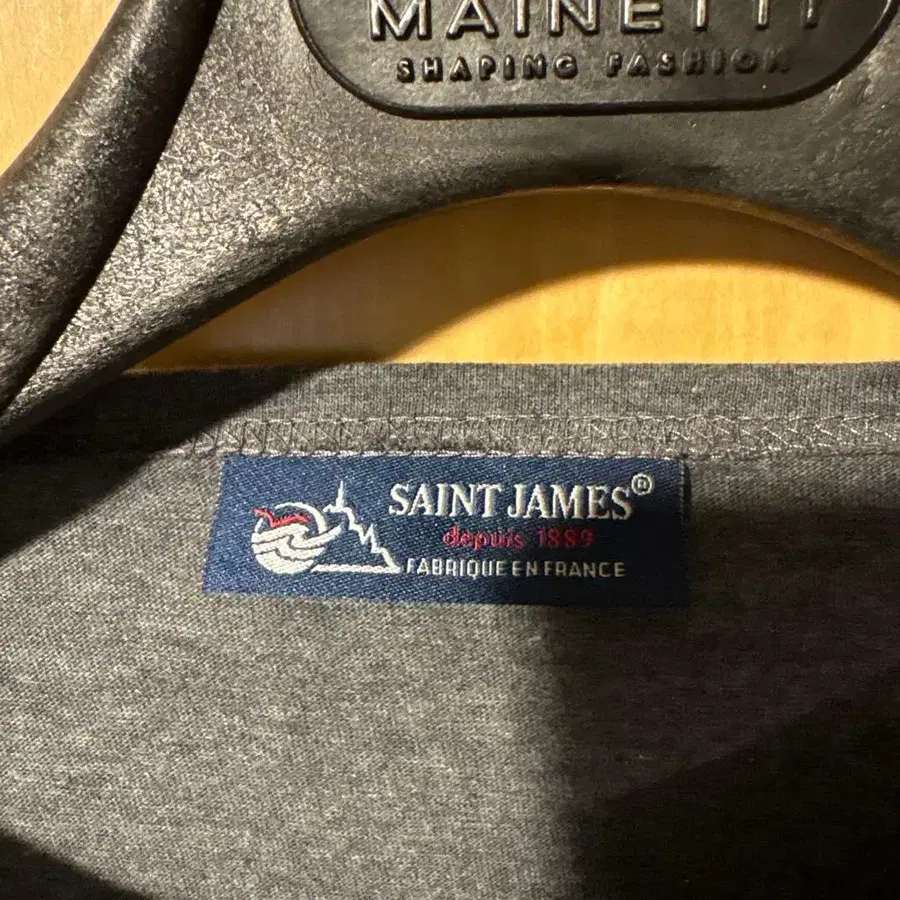 MAINETTI
SHAPING FASHION
SAINT JAMES®
depuis 1889
FABRIQUE EN FRANCE